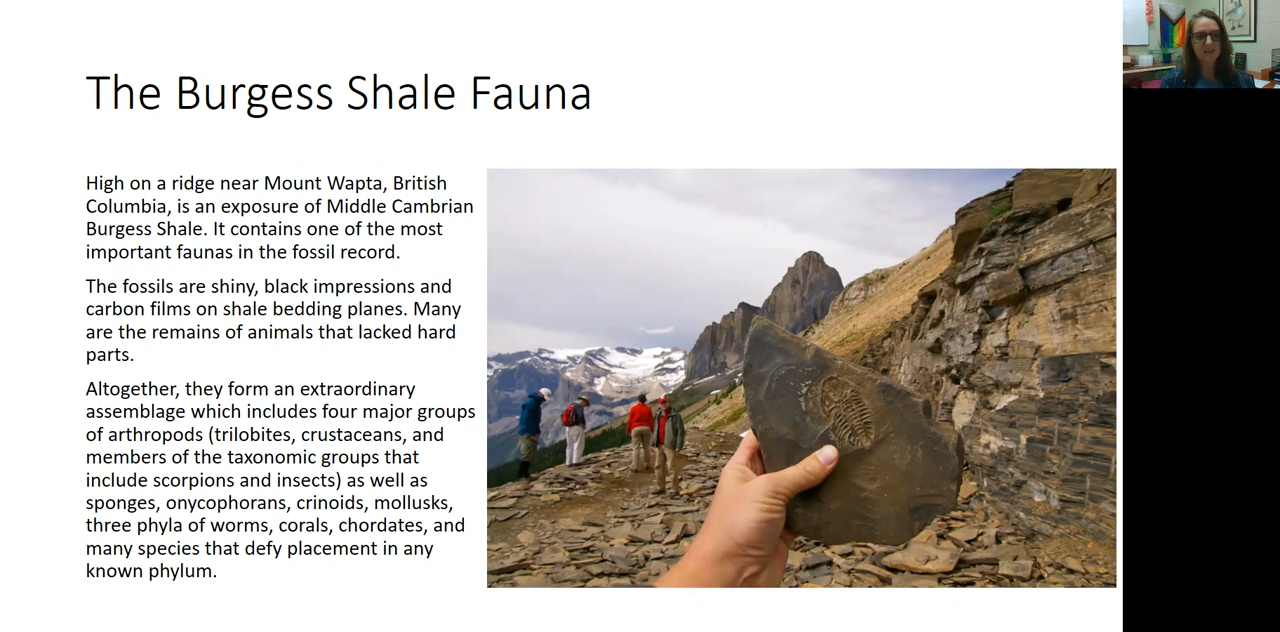 The Burgess Shale Fauna
High on a ridge near Mount Wapta, British
Columbia, is an exposure of Middle Cambrian
Burgess Shale. It contains one of the most
important faunas in the fossil record.
The fossils are shiny, black impressions and
carbon films on shale bedding planes. Many
are the remains of animals that lacked hard
parts.
Altogether, they form an extraordinary
assemblage which includes four major groups
of arthropods (trilobites, crustaceans, and
members of the taxonomic groups that
include scorpions and insects) as well as
sponges, onycophorans, crinoids, mollusks,
three phyla of worms, corals, chordates, and
many species that defy placement in any
known phylum.